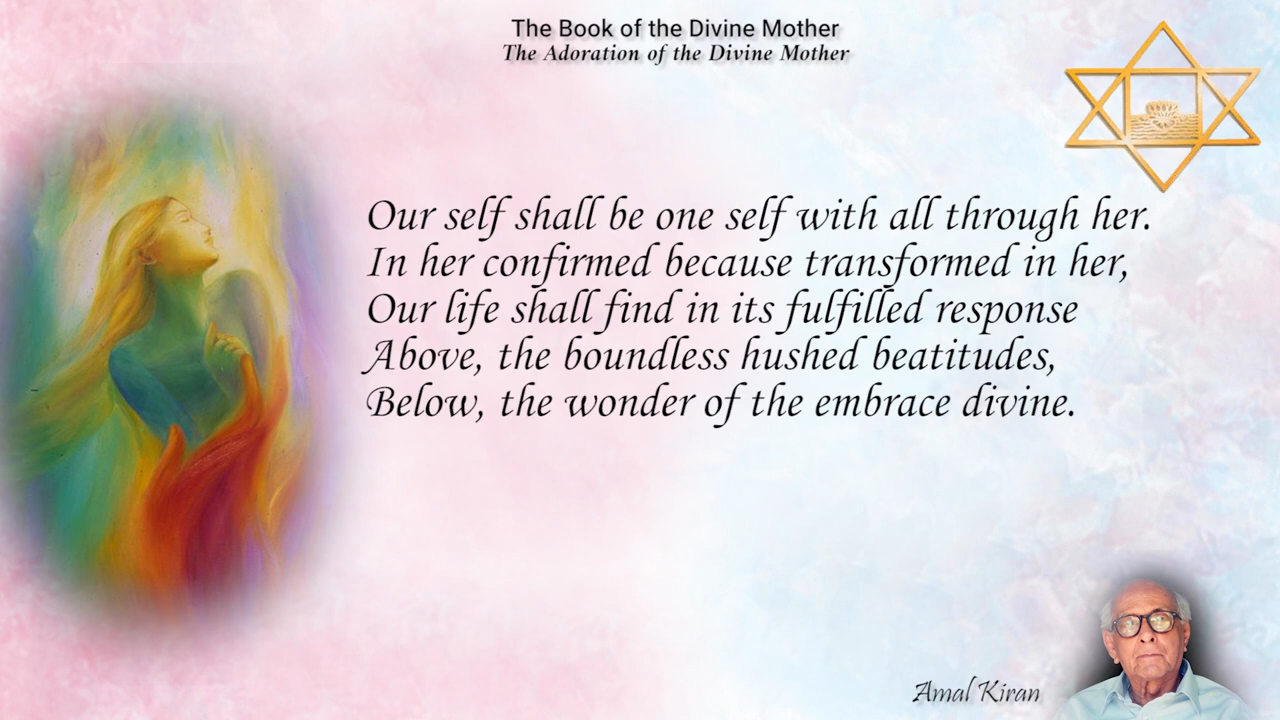 The Book of the Divine Mother
The Adoration of the Divine Mother
Our self shall be one self with all through her.
In her confirmed because transformed in her,
Our life shall find in its fulfilled response
Above, the boundless hushed beatitudes,
Below, the wonder of the embrace divine.
Amal Kiran